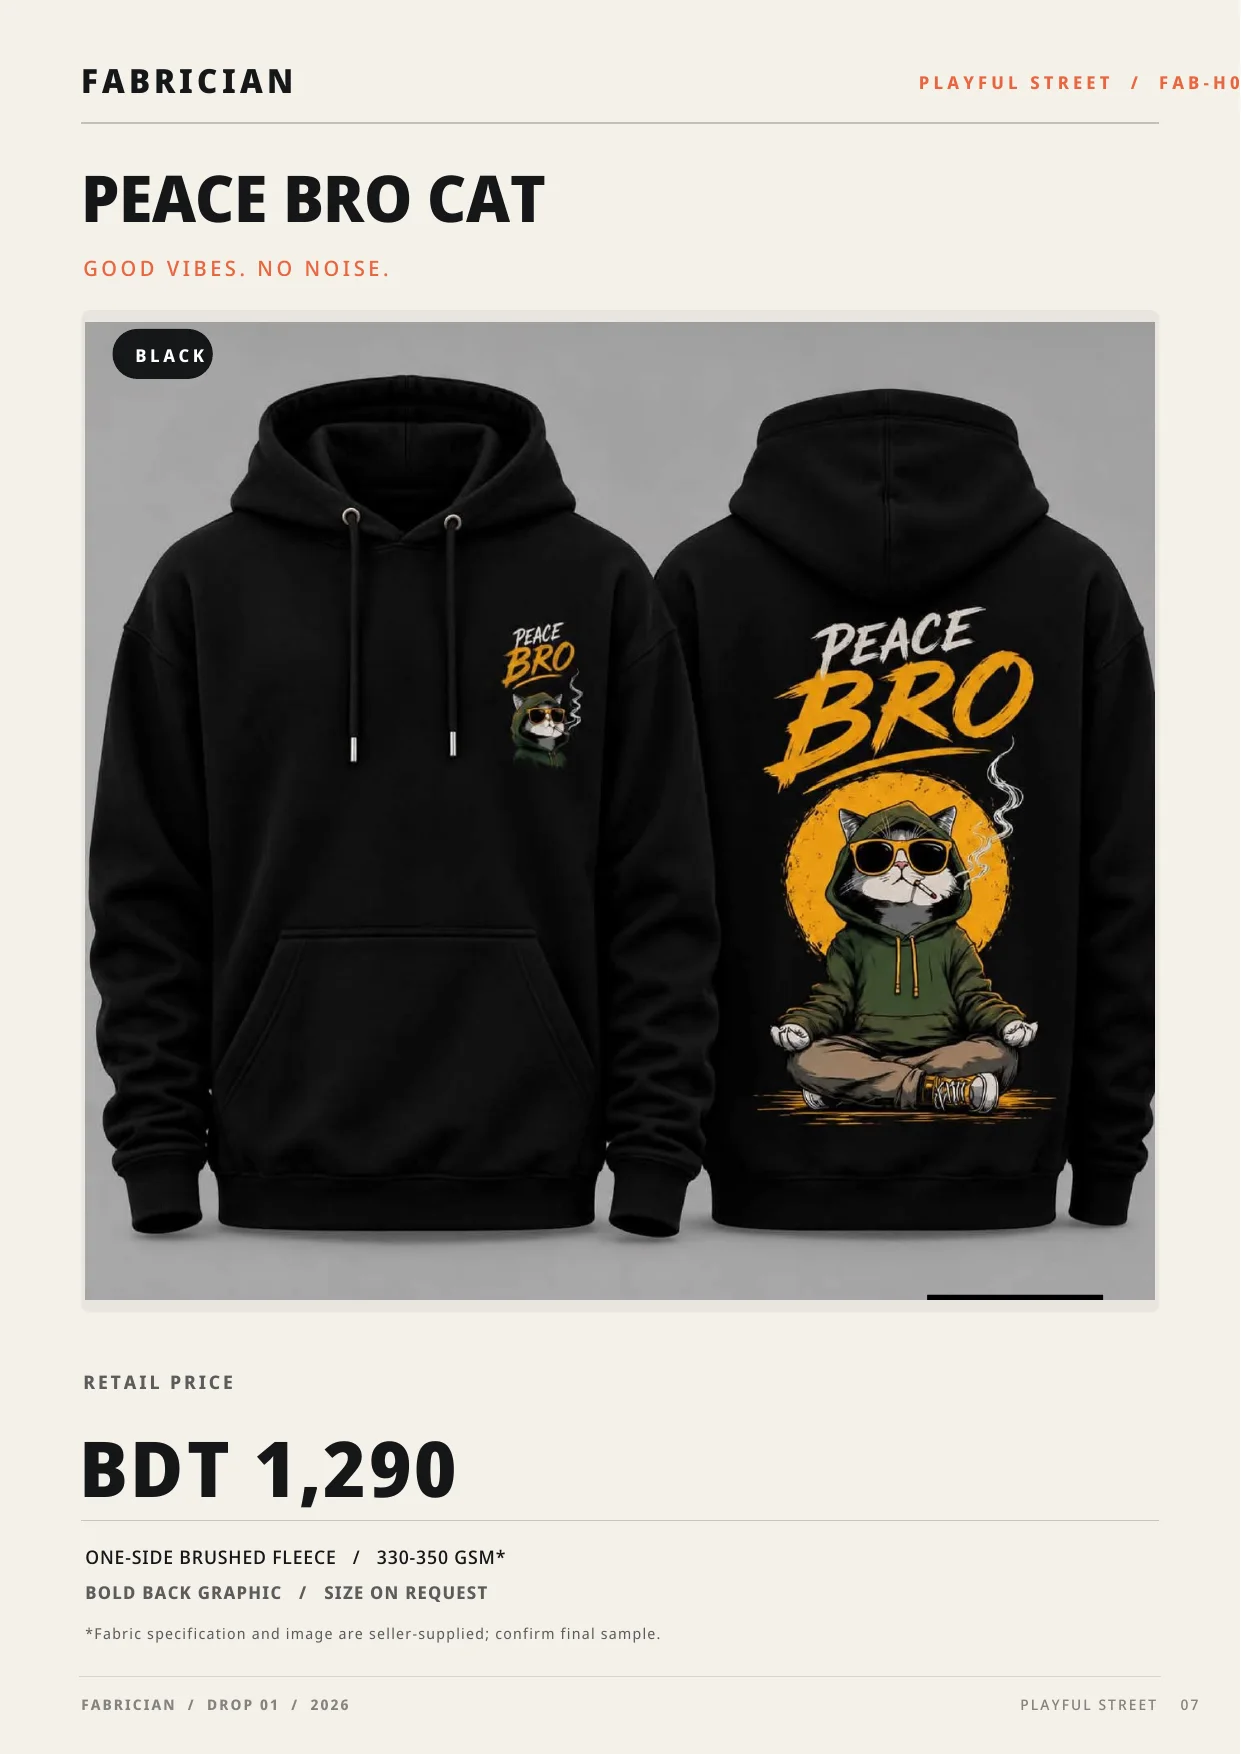 FABRICIAN
PLAYFUL STREET / FAB-H0
PEACE BRO CAT
GOOD VIBES. NO NOISE.
BLACK
PEACE
BRO
PEACE
BRO
RETAIL PRICE
BDT 1,290
ONE-SIDE BRUSHED FLEECE / 330-350 GSM*
BOLD BACK GRAPHIC / SIZE ON REQUEST
*Fabric specification and image are seller-supplied; confirm final sample.
FABRICIAN / DROP 01 / 2026
PLAYFUL STREET 07